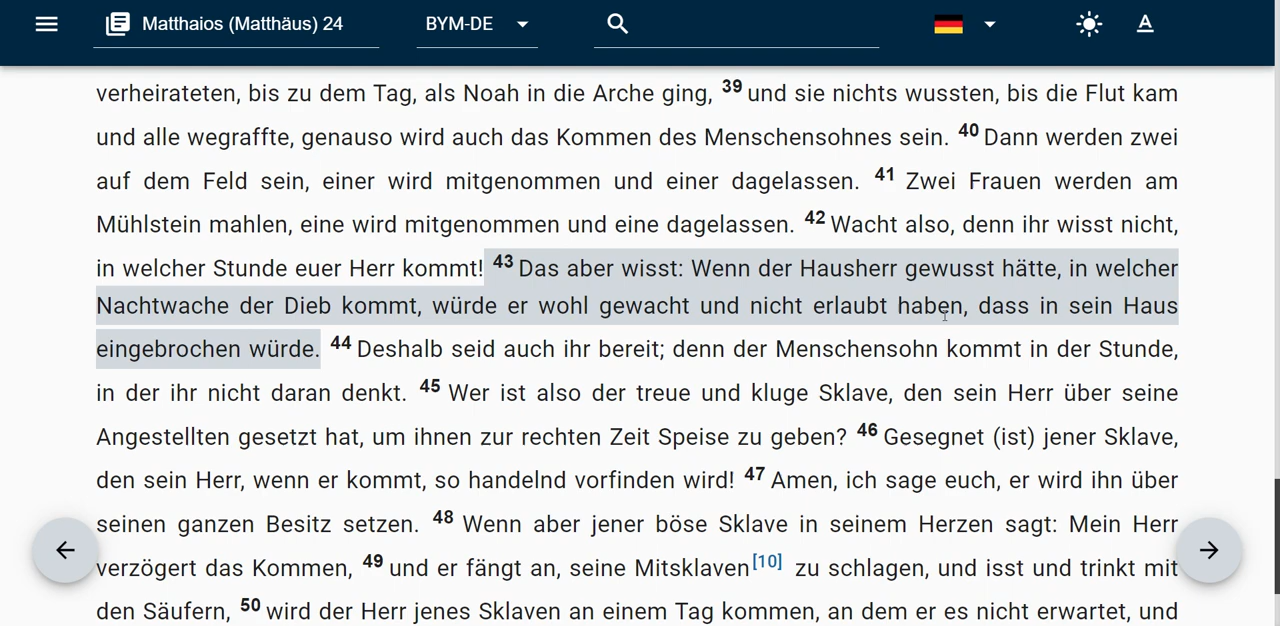 Matthaios (Matthäus) 24 BYM-DE
verheirateten, bis zu dem Tag, als Noah in die Arche ging, 39 und sie nichts wussten, bis die Flut kam
und alle wegraffte, genauso wird auch das Kommen des Menschensohnes sein. 40 Dann werden zwei
auf dem Feld sein, einer wird mitgenommen und einer dagelassen. 41 Zwei Frauen werden am
Mühlstein mahlen, eine wird mitgenommen und eine dagelassen. 42 Wacht also, denn ihr wisst nicht,
in welcher Stunde euer Herr kommt! 43 Das aber wisst: Wenn der Hausherr gewusst hätte, in welcher
Nachtwache der Dieb kommt, würde er wohl gewacht und nicht erlaubt haben, dass in sein Haus
eingebrochen würde. 44 Deshalb seid auch ihr bereit; denn der Menschensohn kommt in der Stunde,
in der ihr nicht daran denkt. 45 Wer ist also der treue und kluge Sklave, den sein Herr über seine
Angestellten gesetzt hat, um ihnen zur rechten Zeit Speise zu geben? 46 Gesegnet (ist) jener Sklave,
den sein Herr, wenn er kommt, so handelnd vorfinden wird! 47 Amen, ich sage euch, er wird ihn über
seinen ganzen Besitz setzen. 48 Wenn aber jener böse Sklave in seinem Herzen sagt: Mein Herr
verzögert das Kommen, 49 und er fängt an, seine Mitsklaven[10] zu schlagen, und isst und trinkt mit
den Säufern, 50 wird der Herr jenes Sklaven an einem Tag kommen, an dem er es nicht erwartet, und